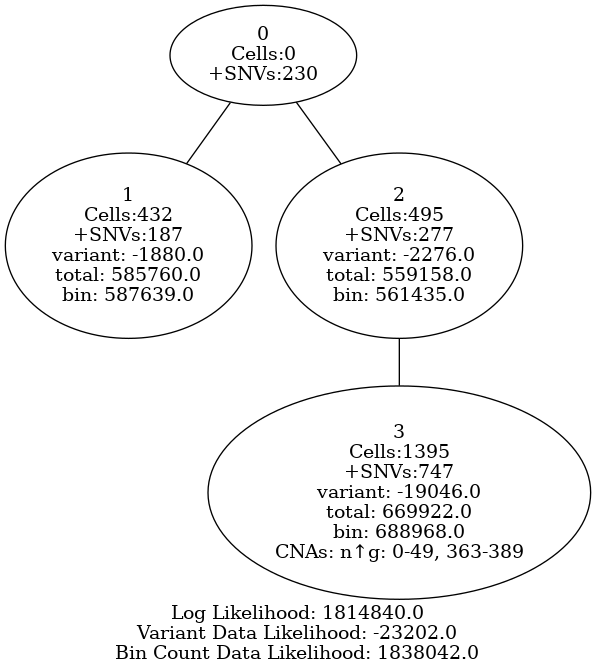 0
Cells:0
+SNVs:230
1
Cells:432
+SNVs:187
variant: -1880.0
total: 585760.0
bin: 587639.0
2
Cells:495
+SNVs:277
variant: -2276.0
total: 559158.0
bin: 561435.0
3
Cells:1395
+SNVs:747
variant: -19046.0
total: 669922.0
bin: 688968.0
CNAs: n↑g: 0-49, 363-389
Log Likelihood: 1814840.0
Variant Data Likelihood: -23202.0
Bin Count Data Likelihood: 1838042.0